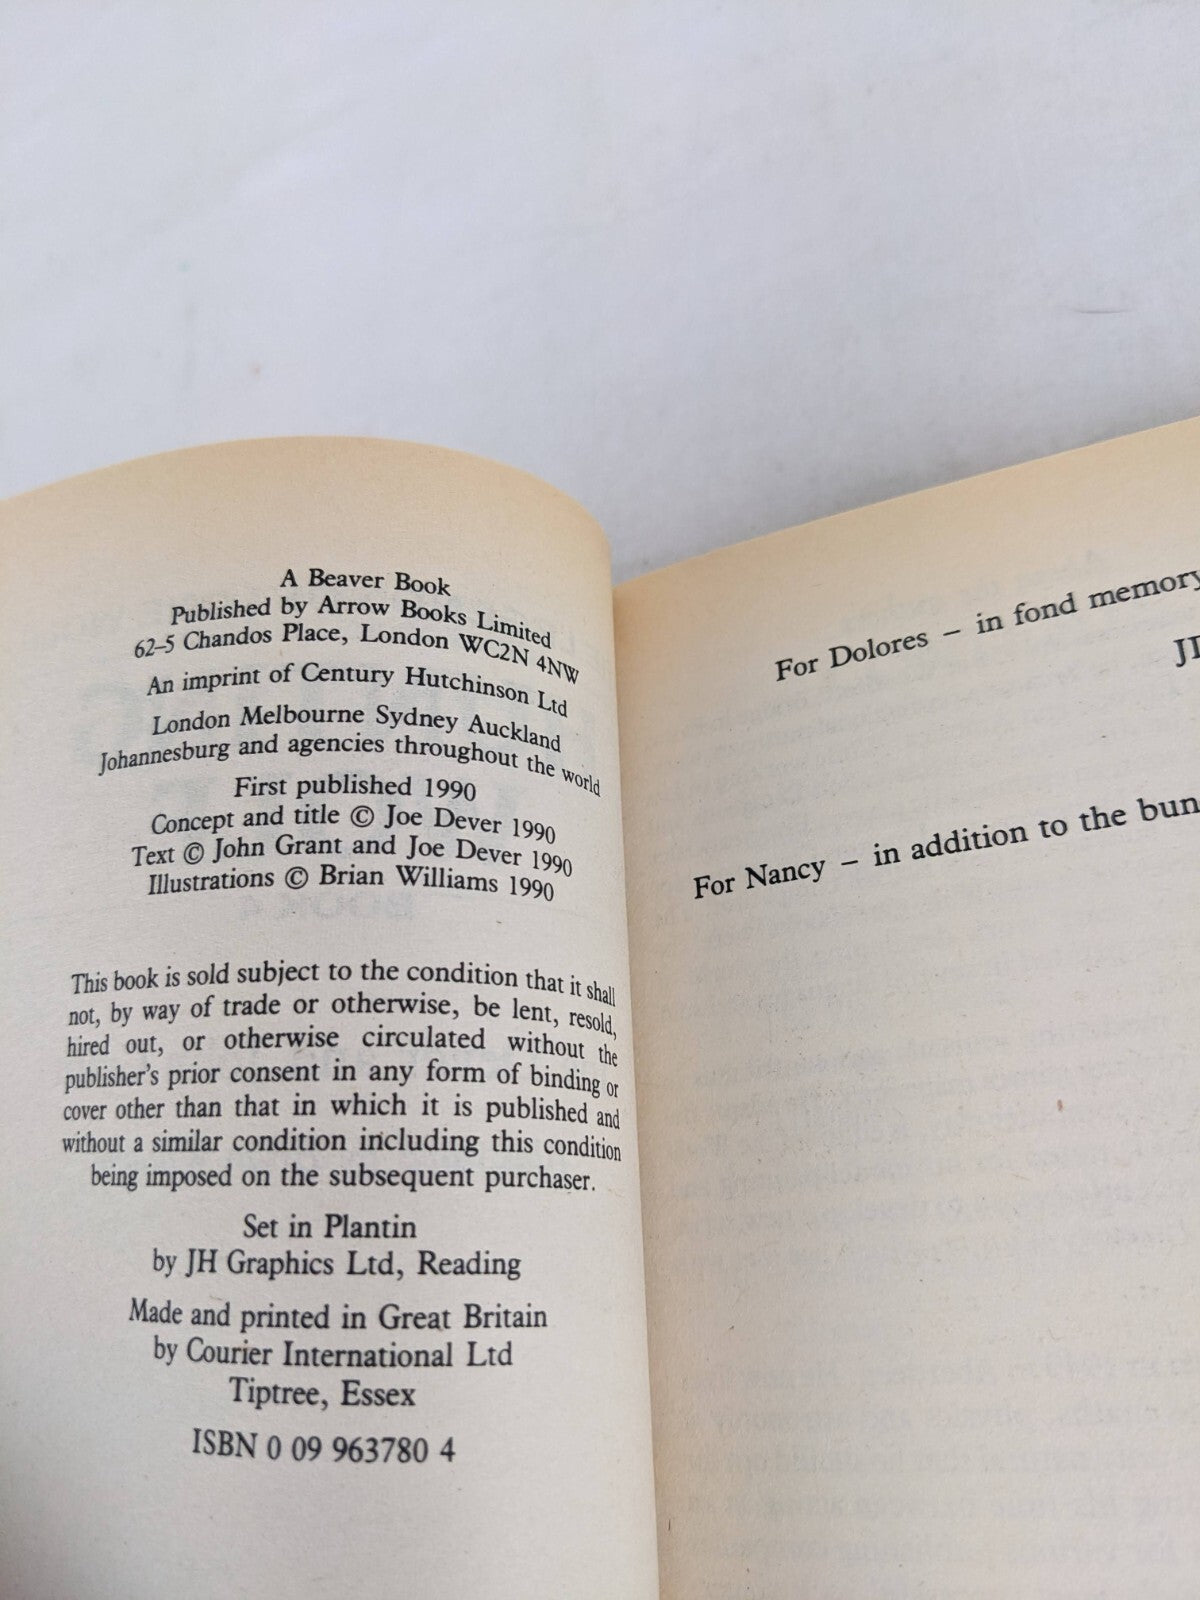 A Beaver Book
Published by Arrow Books Limited
62–5 Chandos Place, London WC2N 4NW
An imprint of Century Hutchinson Ltd
London Melbourne Sydney Auckland
Johannesburg and agencies throughout the world
First published 1990
Concept and title © Joe Dever 1990
Text © John Grant and Joe Dever 1990
Illustrations © Brian Williams 1990
This book is sold subject to the condition that it shall
not, by way of trade or otherwise, be lent, resold,
hired out, or otherwise circulated without the
publisher's prior consent in any form of binding or
cover other than that in which it is published and
without a similar condition including this condition
being imposed on the subsequent purchaser.
Set in Plantin
by JH Graphics Ltd, Reading
Made and printed in Great Britain
by Courier International Ltd
Tiptree, Essex
ISBN 0 09 963780 4
For Dolores – in fond memory
For Nancy – in addition to the bun